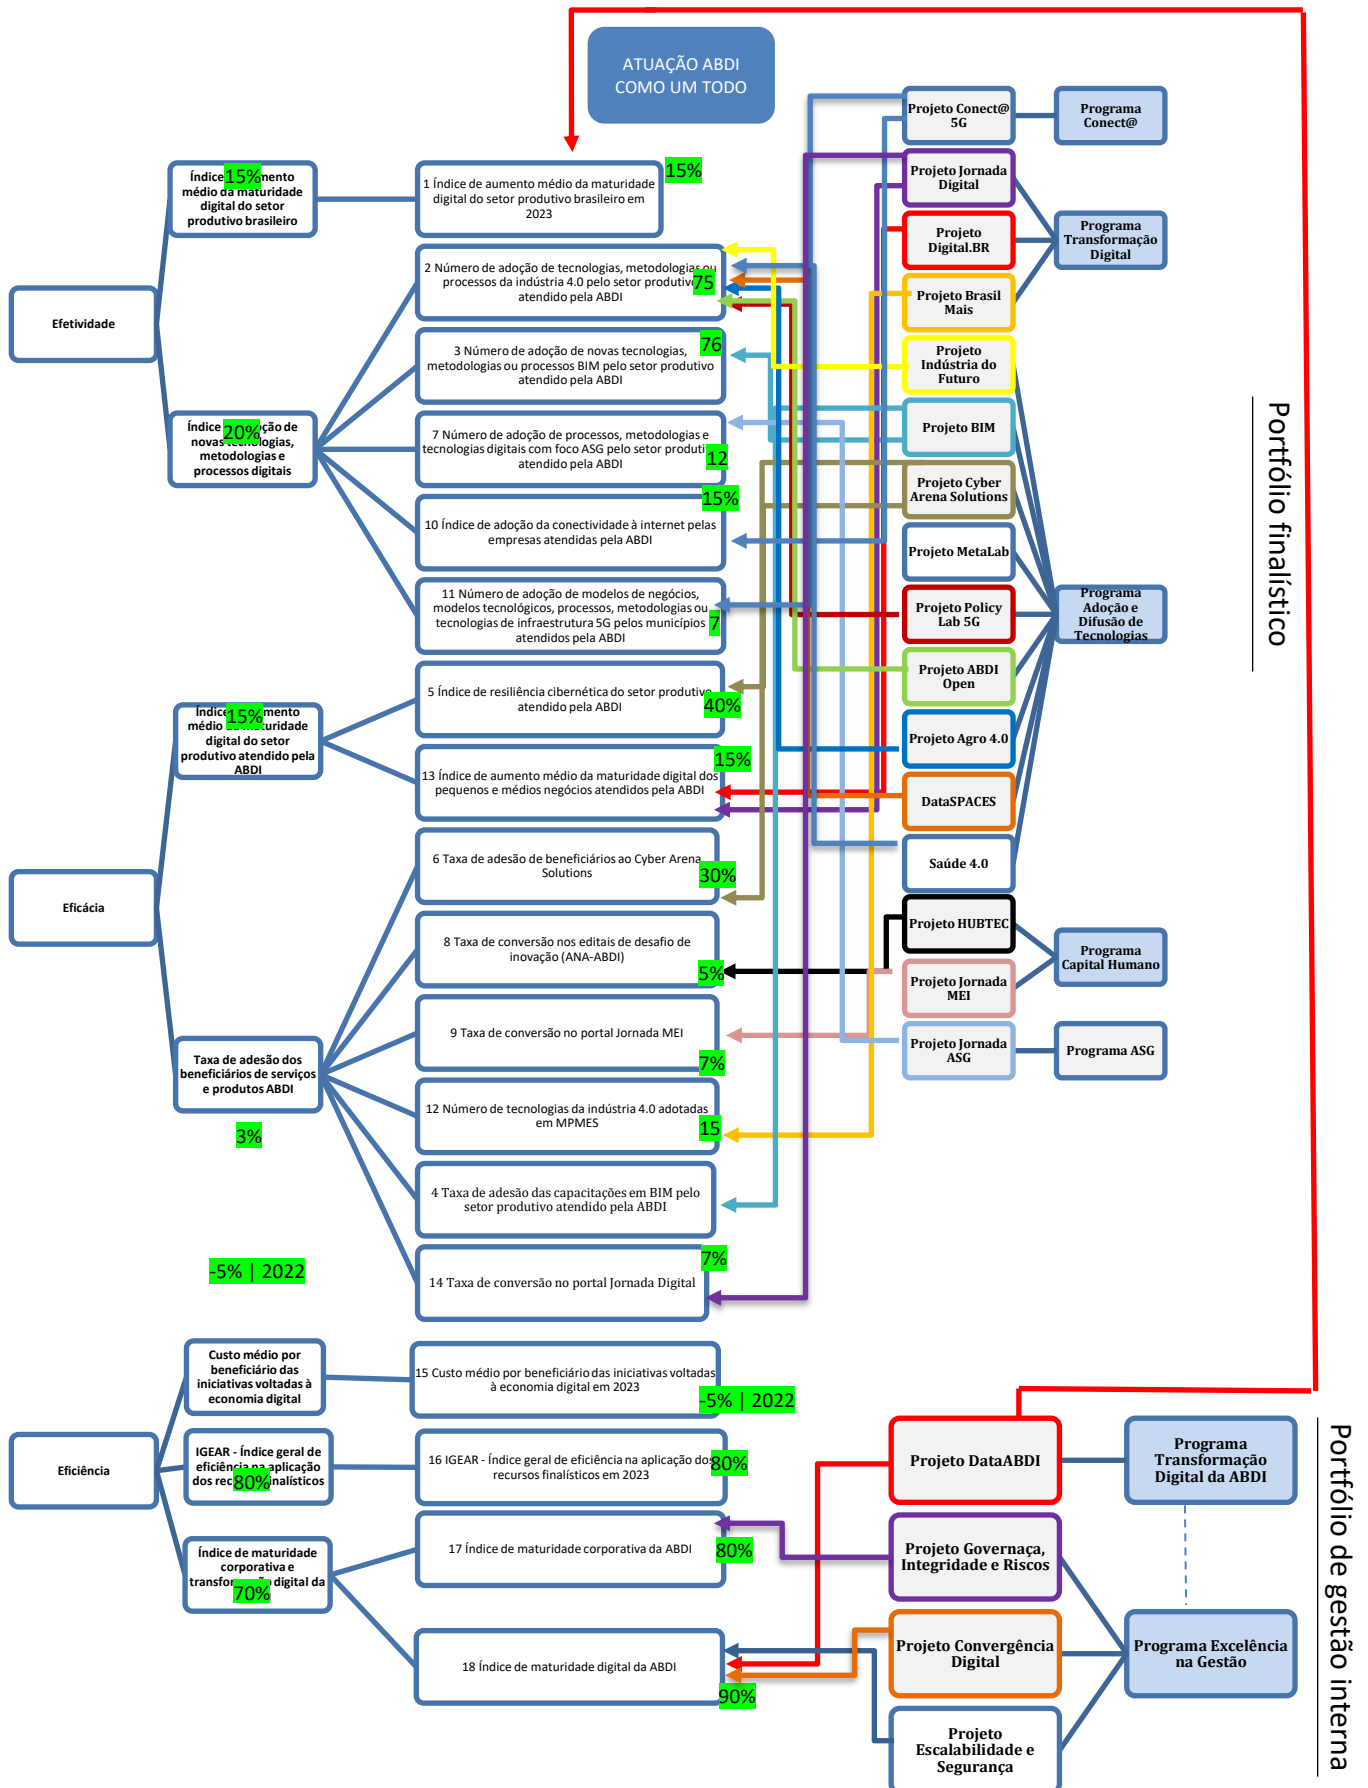 ATUAÇÃO ABDI
COMO UM TODO
Efetividade
15%
médio da maturidade
digital do setor
produtivo brasileiro
20%
novas tecnologias,
metodologias e
processos digitais
1 Índice de aumento médio da maturidade
digital do setor produtivo brasileiro em
2023
15%
2 Número de adoção de tecnologias, metodologias ou
processos da indústria 4.0 pelo setor produtivo
atendido pela ABDI
75
3 Número de adoção de novas tecnologias,
metodologias ou processos BIM pelo setor produtivo
atendido pela ABDI
76
7 Número de adoção de processos, metodologias e
tecnologias digitais com foco ASG pelo setor
atendido pela ABDI
12
10 Índice de adoção da conectividade à internet pelas
empresas atendidas pela ABDI
15%
11 Número de adoção de modelos de negócios,
modelos tecnológicos, processos, metodologias ou
tecnologias de infraestrutura 5G pelos municípios
atendidos pela ABDI
7
Eficácia
15%
médio maturidade
digital do setor
produtivo atendido pela
ABDI
Taxa de adesão dos
beneficiários de serviços
e produtos ABDI
3%
5 Índice de resiliência cibernética do setor produtivo
atendido pela ABDI
40%
13 Índice de aumento médio da maturidade digital dos
pequenos e médios negócios atendidos pela ABDI
15%
6 Taxa de adesão de beneficiários ao Cyber Arena
Solutions
30%
8 Taxa de conversão nos editais de desafio de
inovação (ANA-ABDI)
5%
9 Taxa de conversão no portal Jornada MEI
7%
12 Número de tecnologias da indústria 4.0 adotadas
em MPMES
15
4 Taxa de adesão das capacitações em BIM pelo
setor produtivo atendido pela ABDI
14 Taxa de conversão no portal Jornada Digital
7%
-5% | 2022
Eficiência
Custo médio por
beneficiário das
iniciativas voltadas à
economia digital
IGEAR - Índice geral de
eficiência na aplicação
dos finalísticos
80%
Índice de maturidade
corporativa e
digital da
70%
15 Custo médio por beneficiário das iniciativas voltadas
à economia digital em 2023
-5% | 2022
16 IGEAR - Índice geral de eficiência na aplicação dos
recursos finalísticos em 2023
80%
17 Índice de maturidade corporativa da ABDI
80%
18 Índice de maturidade digital da ABDI
90%
Projeto Conect@
5G
Projeto Jornada
Digital
Projeto
Digital.BR
Projeto Brasil
Mais
Projeto
Indústria do
Futuro
Projeto BIM
Projeto Cyber
Arena Solutions
Projeto MetaLab
Projeto Policy
Lab 5G
Projeto ABDI
Open
Projeto Agro 4.0
DataSPACES
Saúde 4.0
Projeto HUBTEC
Projeto Jornada
MEI
Projeto Jornada
ASG
Programa
Conect@
Programa
Transformação
Digital
Programa
Adoção e
Difusão de
Tecnologias
Programa
Capital Humano
Programa ASG
Portfólio finalístico
Projeto DataABDI
Projeto Governaça,
Integridade e Riscos
Projeto Convergência
Digital
Projeto
Escalabilidade e
Segurança
Programa
Transformação
Digital da ABDI
Programa Excelência
na Gestão
Portfólio de gestão interna